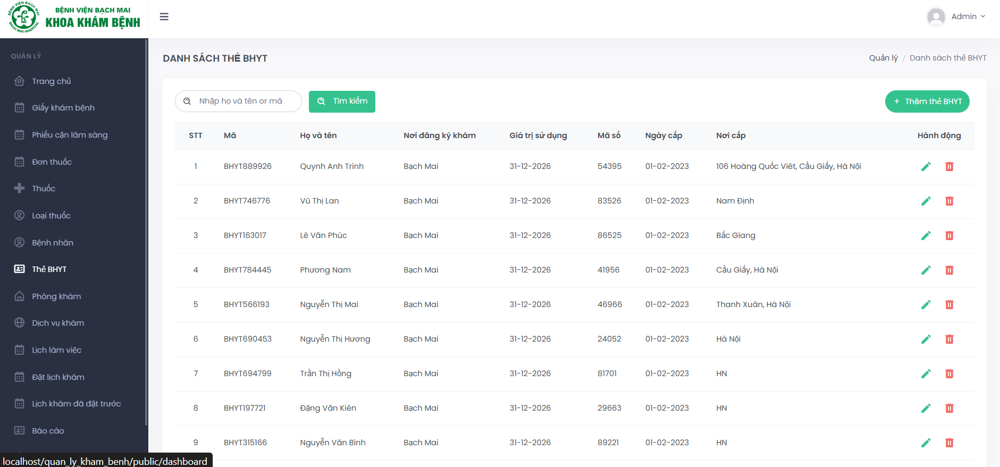 BỆNH VIỆN BẠCH MAI
KHOA KHÁM BỆNH
BỆNH VIỆN BẠCH MAI
BACH MAI HOSPITAL
Admin
QUẢN LÝ
Trang chủ
Giấy khám bệnh
Phiếu cận lâm sàng
Đơn thuốc
Thuốc
Loại thuốc
Bệnh nhân
Thẻ BHYT
Phòng khám
Dịch vụ khám
Lịch làm việc
Đặt lịch khám
Lịch khám đã đặt trước
Báo cáo
localhost/quan_ly_kham_benh/public/dashboard
DANH SÁCH THẺ BHYT
Quản lý / Danh sách thẻ BHYT
Nhập họ và tên or mã
Tìm kiếm
+ Thêm thẻ BHYT
STT Mã Họ và tên Nơi đăng ký khám Giá trị sử dụng Mã số Ngày cấp Nơi cấp Hành động
1 BHYT889926 Quynh Anh Trinh Bạch Mai 31-12-2026 54395 01-02-2023 106 Hoàng Quốc Viêt, Cầu Giấy, Hà Nội
2 BHYT746776 Vũ Thị Lan Bạch Mai 31-12-2026 83526 01-02-2023 Nam Định
3 BHYT163017 Lê Văn Phúc Bạch Mai 31-12-2026 86525 01-02-2023 Bắc Giang
4 BHYT784445 Phương Nam Bạch Mai 31-12-2026 41956 01-02-2023 Cầu Giấy, Hà Nội
5 BHYT566193 Nguyễn Thị Mai Bạch Mai 31-12-2026 46966 01-02-2023 Thanh Xuân, Hà Nội
6 BHYT690453 Nguyễn Thị Hương Bạch Mai 31-12-2026 24052 01-02-2023 Hà Nội
7 BHYT694799 Trần Thị Hồng Bạch Mai 31-12-2026 81701 01-02-2023 HN
8 BHYT197721 Đặng Văn Kiên Bạch Mai 31-12-2026 29663 01-02-2023 HN
9 BHYT315166 Nguyễn Văn Bình Bạch Mai 31-12-2026 89221 01-02-2023 HN